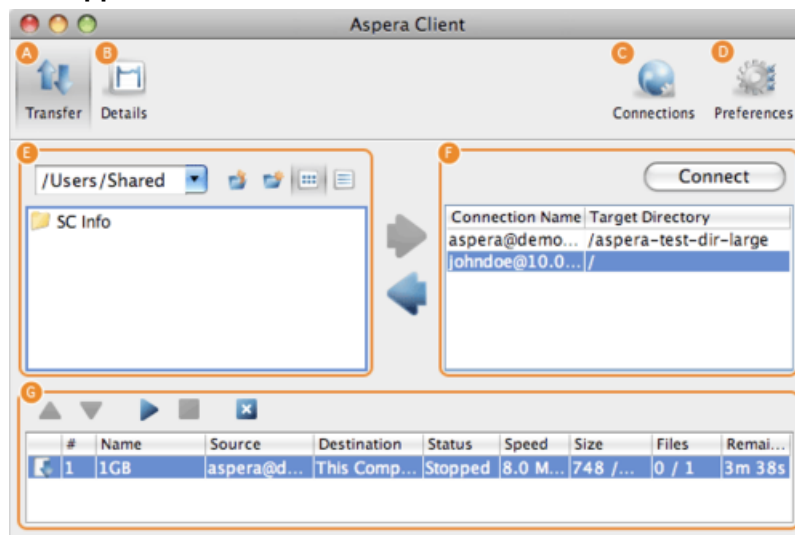 Aspera Client
A B C D
Transfer Details Connections Preferences
E F
/Users/Shared Connect
SC Info
Connection Name Target Directory
aspera@demo... /aspera-test-dir-large
johndoe@10.0... /
G
# Name Source Destination Status Speed Size Files Remai...
1 1GB aspera@d... This Comp... Stopped 8.0 M... 748 /... 0 / 1 3m 38s